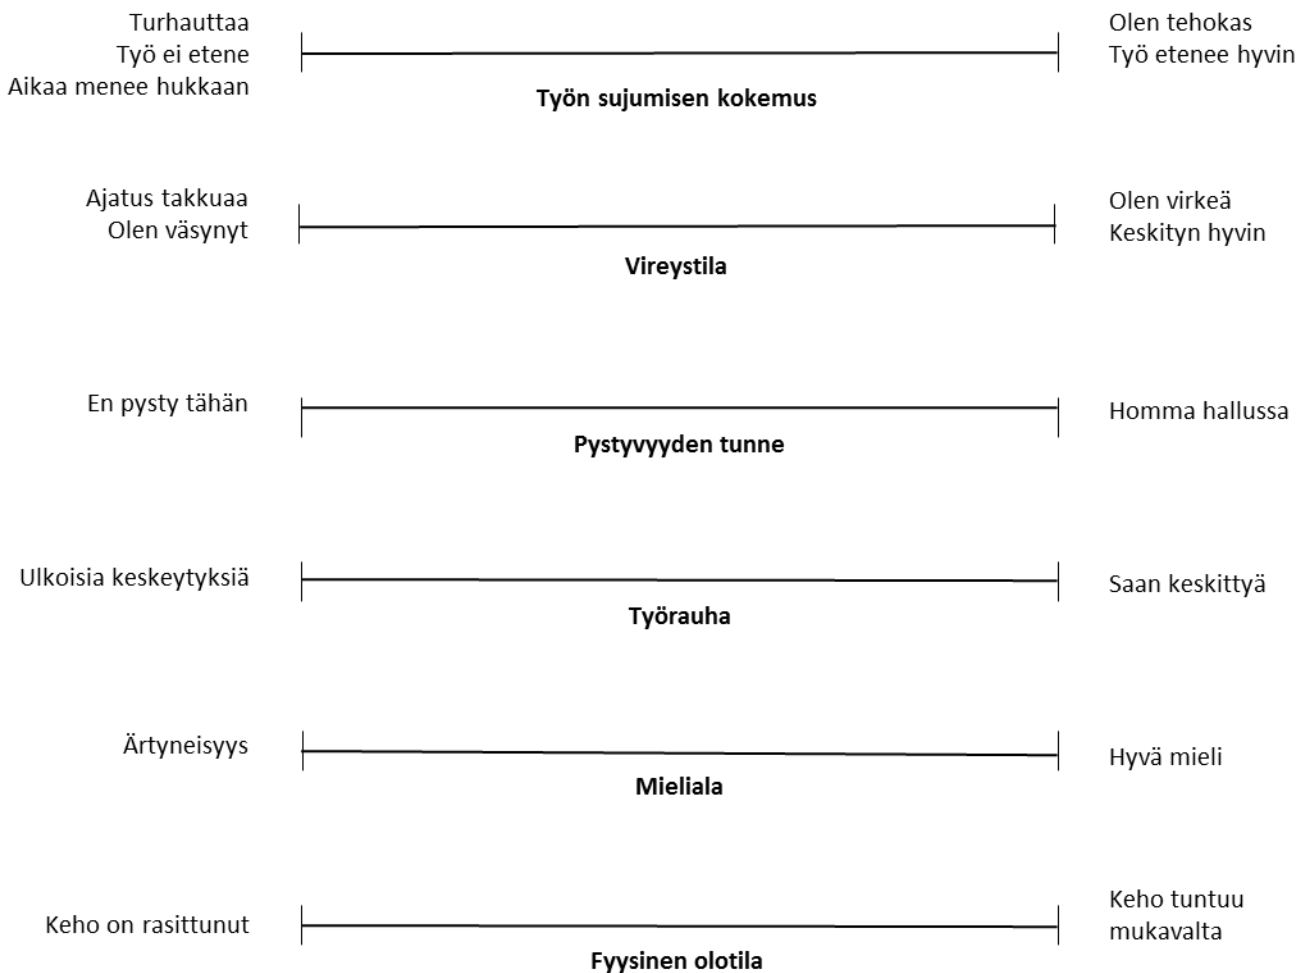 Turhauttaa
Työ ei etene
Aikaa menee hukkaan
Olen tehokas
Työ etenee hyvin
Työn sujumisen kokemus
Ajatus takkuaa
Olen väsynyt
Olen virkeä
Keskityn hyvin
Vireystila
En pysty tähän
Homma hallussa
Pystyvyyden tunne
Ulkoisia keskeytyksiä
Saan keskittyä
Työrauha
Ärtyneisyys
Hyvä mieli
Mieliala
Keho on rasittunut
Keho tuntuu
mukavalta
Fyysinen olotila